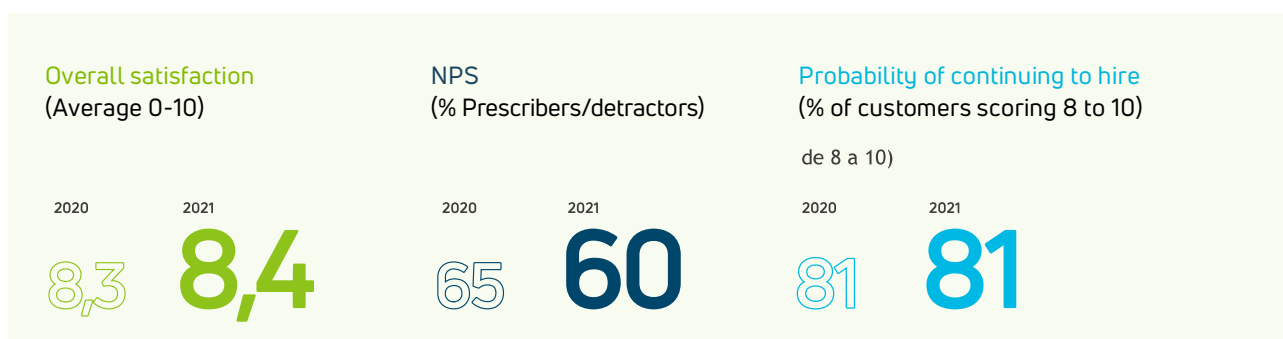 Overall satisfaction
(Average 0-10)
2020
2021
8,3
8,4
NPS
(% Prescribers/detractors)
2020
2021
65
60
Probability of continuing to hire
(% of customers scoring 8 to 10)
de 8 a 10)
2020
2021
81
81